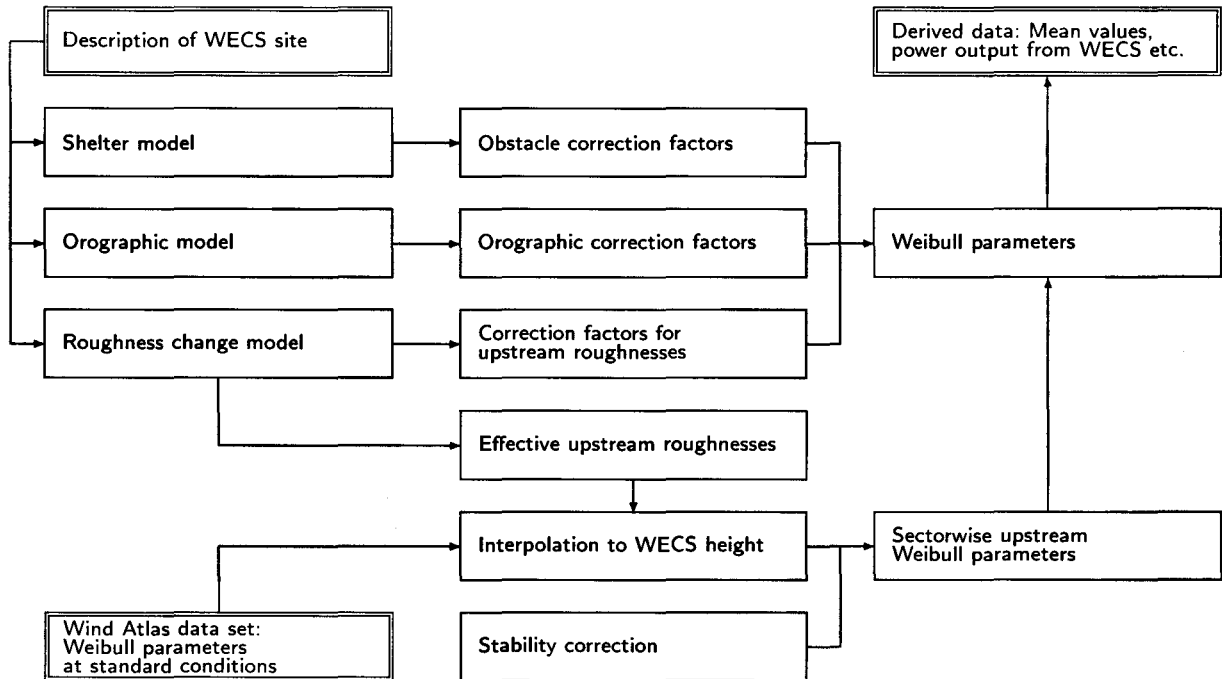 Description of WECS site
Derived data: Mean values,
power output from WECS etc.
Shelter model
Obstacle correction factors
Orographic model
Orographic correction factors
Weibull parameters
Roughness change model
Correction factors for
upstream roughnesses
Effective upstream roughnesses
Interpolation to WECS height
Sectorwise upstream
Weibull parameters
Wind Atlas data set:
Weibull parameters
at standard conditions
Stability correction